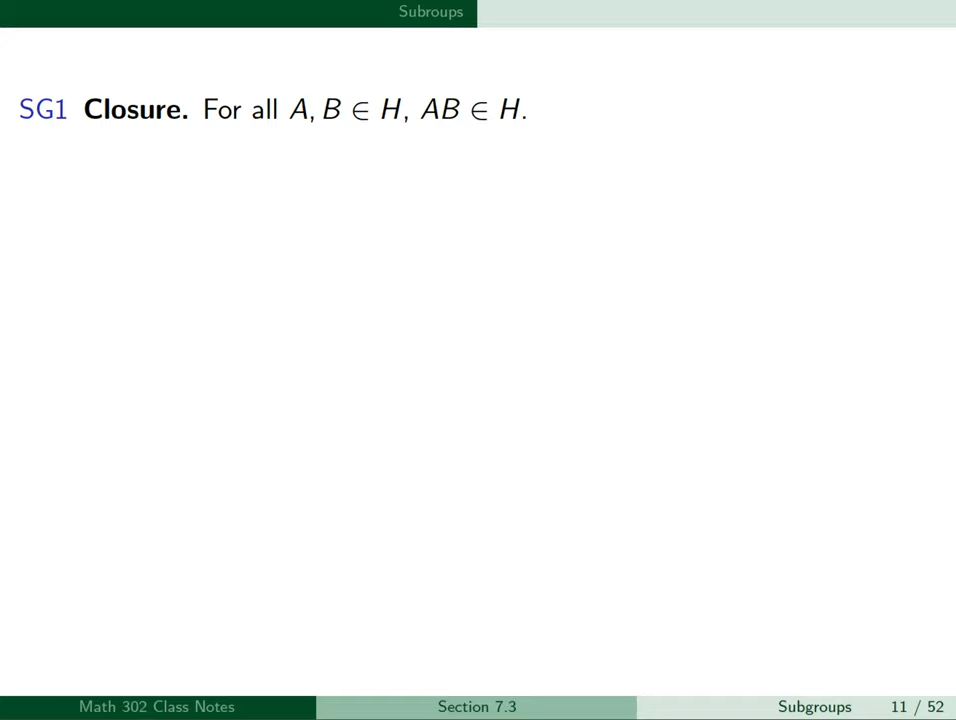 Subroups
SG1 Closure. For all A, B ∈ H, AB ∈ H.
Math 302 Class Notes Section 7.3 Subgroups 11 / 52